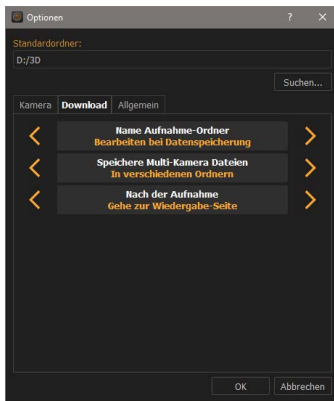 Optionen
Standardordner:
D:/3D
Suchen...
Kamera Download Allgemein
Name Aufnahme-Ordner
Bearbeiten bei Datenspeicherung
Speichere Multi-Kamera Dateien
In verschiedenen Ordnern
Nach der Aufnahme
Gehe zur Wiedergabe-Seite
OK Abbrechen